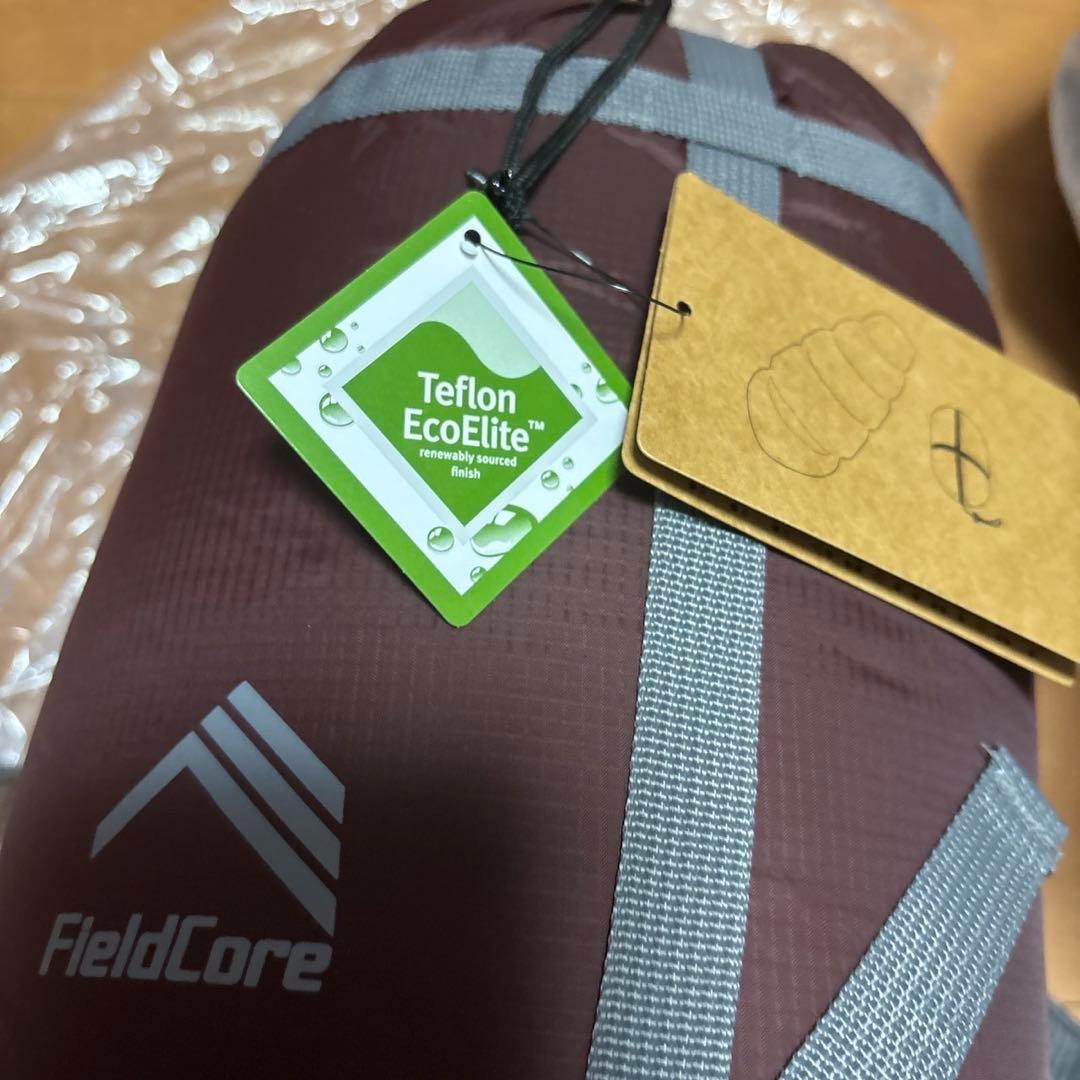 Teflon
EcoElite™
renewably sourced
finish
FieldCore